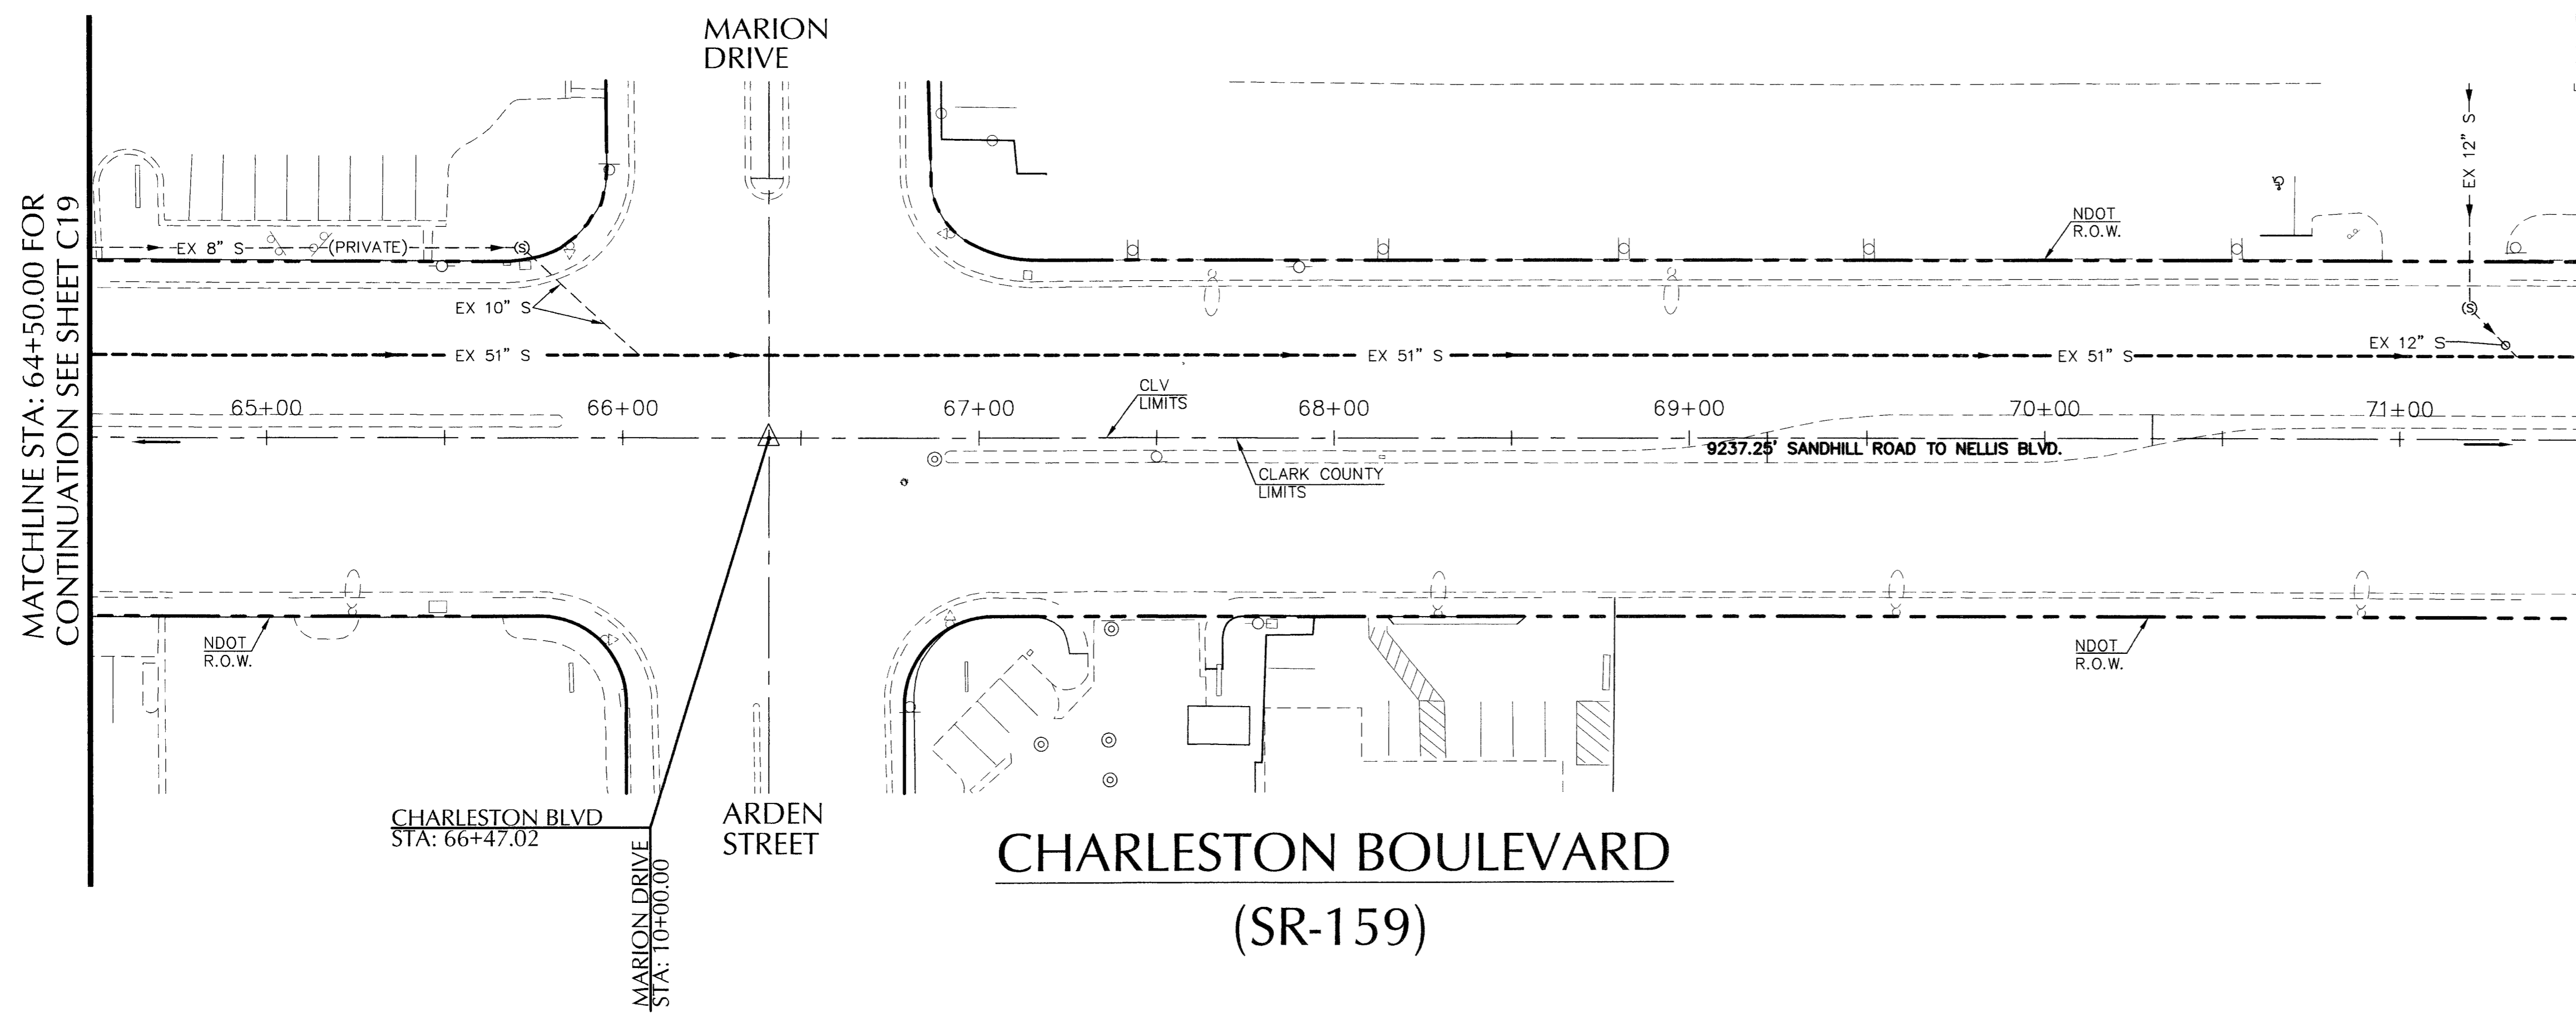 MARION
DRIVE
MATCHLINE STA: 64+50.00 FOR
CONTINUATION SEE SHEET C19
EX 12" S
NDOT
R.O.W.
EX 8" S
(PRIVATE)
S
EX 10" S
S
EX 51" S
EX 51" S
EX 51" S
EX 12" S
CLV
LIMITS
65+00
66+00
67+00
68+00
69+00
70+00
71+00
9237.25' SANDHILL ROAD TO NELLIS BLVD.
CLARK COUNTY
LIMITS
NDOT
R.O.W.
NDOT
R.O.W.
CHARLESTON BLVD
STA: 66+47.02
MARION DRIVE
STA: 10+00.00
ARDEN
STREET
CHARLESTON BOULEVARD
(SR-159)